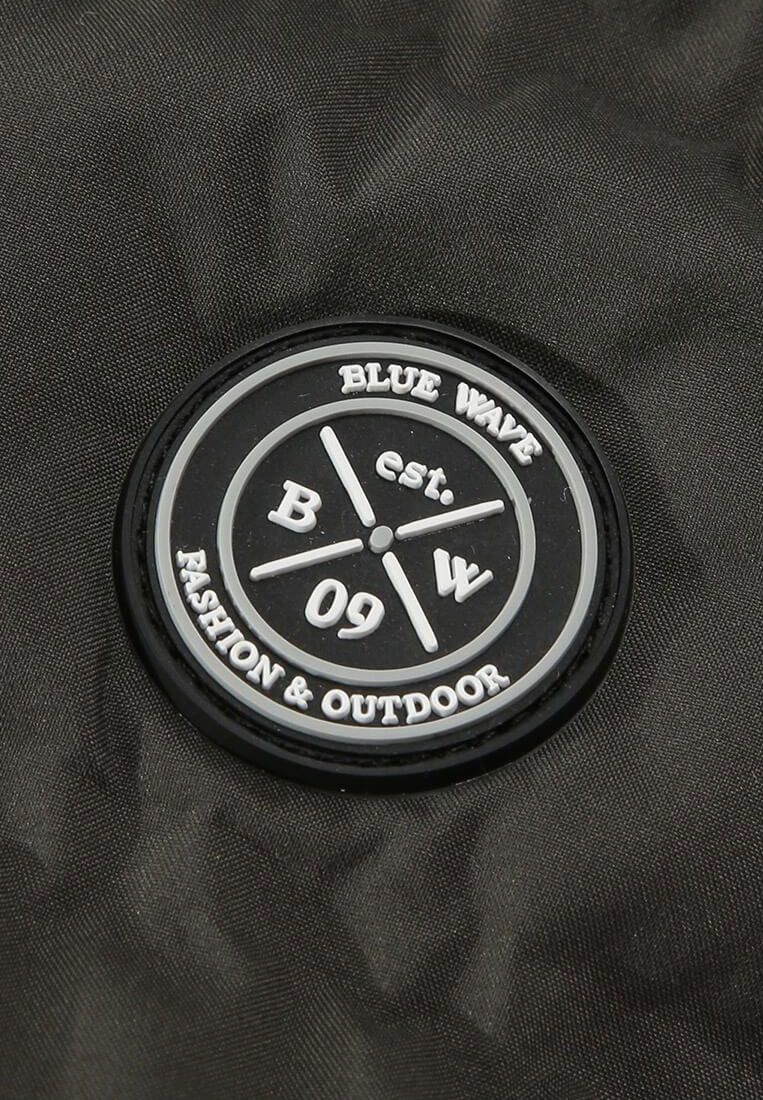 BLUE WAVE
est.
B
W
09
FASHION & OUTDOOR